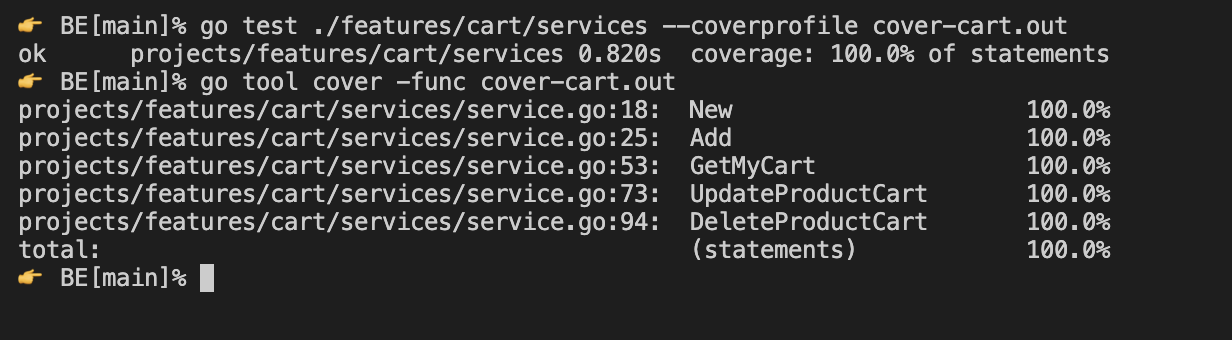 👉 BE[main]% go test ./features/cart/services --coverprofile cover-cart.out
ok      projects/features/cart/services 0.820s  coverage: 100.0% of statements
👉 BE[main]% go tool cover -func cover-cart.out
projects/features/cart/services/service.go:18:  New                     100.0%
projects/features/cart/services/service.go:25:  Add                     100.0%
projects/features/cart/services/service.go:53:  GetMyCart               100.0%
projects/features/cart/services/service.go:73:  UpdateProductCart       100.0%
projects/features/cart/services/service.go:94:  DeleteProductCart       100.0%
total:                                          (statements)            100.0%
👉 BE[main]%